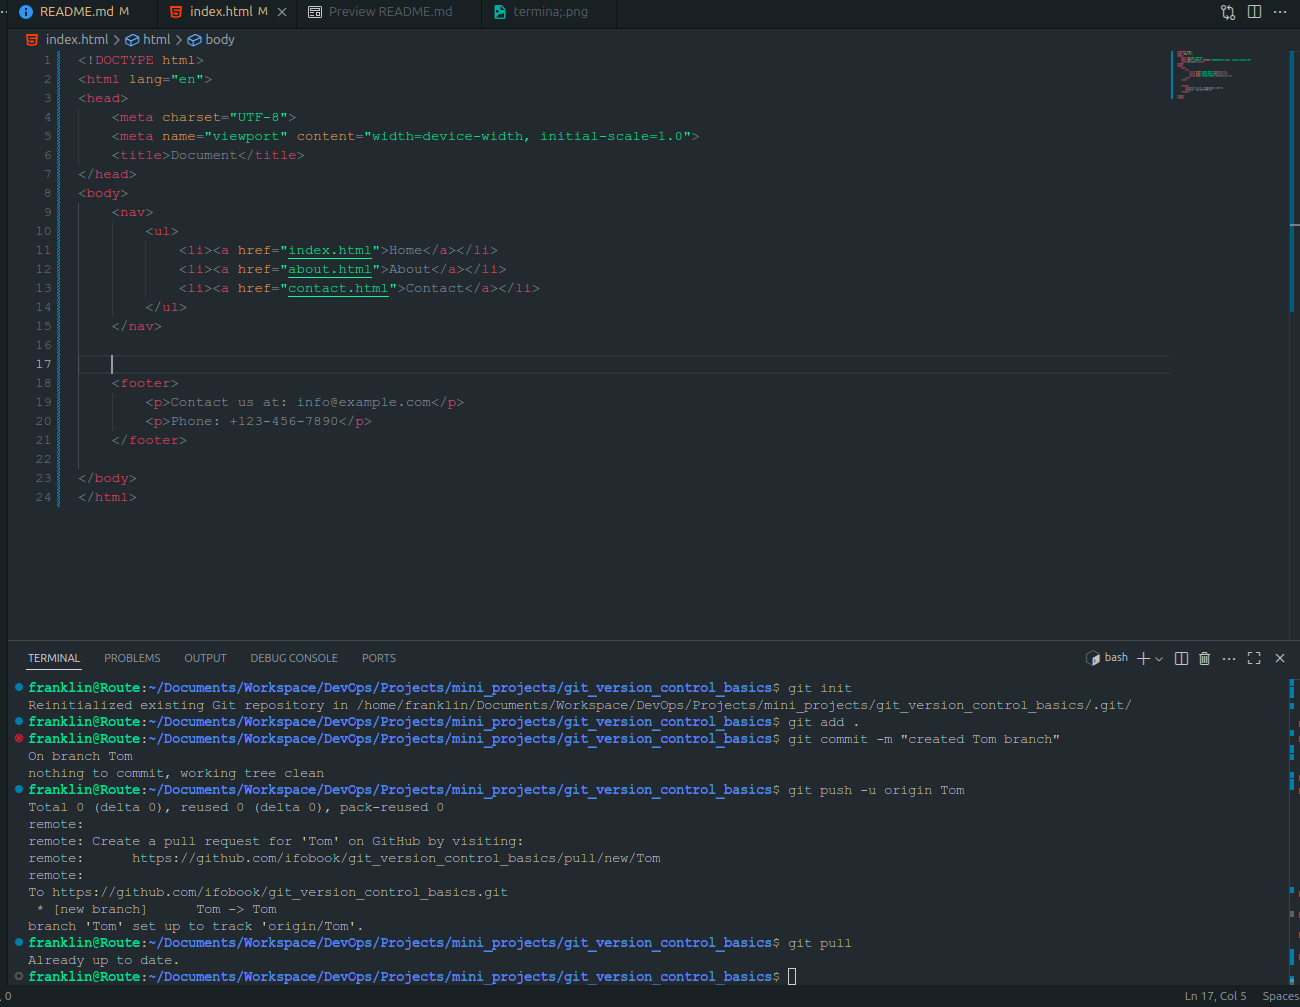 README.md M index.html M Preview README.md termina;.png
index.html > html > body
1 <!DOCTYPE html>
2 <html lang="en">
3 <head>
4 <meta charset="UTF-8">
5 <meta name="viewport" content="width=device-width, initial-scale=1.0">
6 <title>Document</title>
7 </head>
8 <body>
9 <nav>
10 <ul>
11 <li><a href="index.html">Home</a></li>
12 <li><a href="about.html">About</a></li>
13 <li><a href="contact.html">Contact</a></li>
14 </ul>
15 </nav>
16
17
18 <footer>
19 <p>Contact us at: info@example.com</p>
20 <p>Phone: +123-456-7890</p>
21 </footer>
22
23 </body>
24 </html>
TERMINAL PROBLEMS OUTPUT DEBUG CONSOLE PORTS bash
franklin@Route:~/Documents/Workspace/DevOps/Projects/mini_projects/git_version_control_basics$ git init
Reinitialized existing Git repository in /home/franklin/Documents/Workspace/DevOps/Projects/mini_projects/git_version_control_basics/.git/
franklin@Route:~/Documents/Workspace/DevOps/Projects/mini_projects/git_version_control_basics$ git add .
franklin@Route:~/Documents/Workspace/DevOps/Projects/mini_projects/git_version_control_basics$ git commit -m "created Tom branch"
On branch Tom
nothing to commit, working tree clean
franklin@Route:~/Documents/Workspace/DevOps/Projects/mini_projects/git_version_control_basics$ git push -u origin Tom
Total 0 (delta 0), reused 0 (delta 0), pack-reused 0
remote:
remote: Create a pull request for 'Tom' on GitHub by visiting:
remote: https://github.com/ifobook/git_version_control_basics/pull/new/Tom
remote:
To https://github.com/ifobook/git_version_control_basics.git
* [new branch] Tom -> Tom
branch 'Tom' set up to track 'origin/Tom'.
franklin@Route:~/Documents/Workspace/DevOps/Projects/mini_projects/git_version_control_basics$ git pull
Already up to date.
franklin@Route:~/Documents/Workspace/DevOps/Projects/mini_projects/git_version_control_basics$
0 Ln 17, Col 5 Spaces